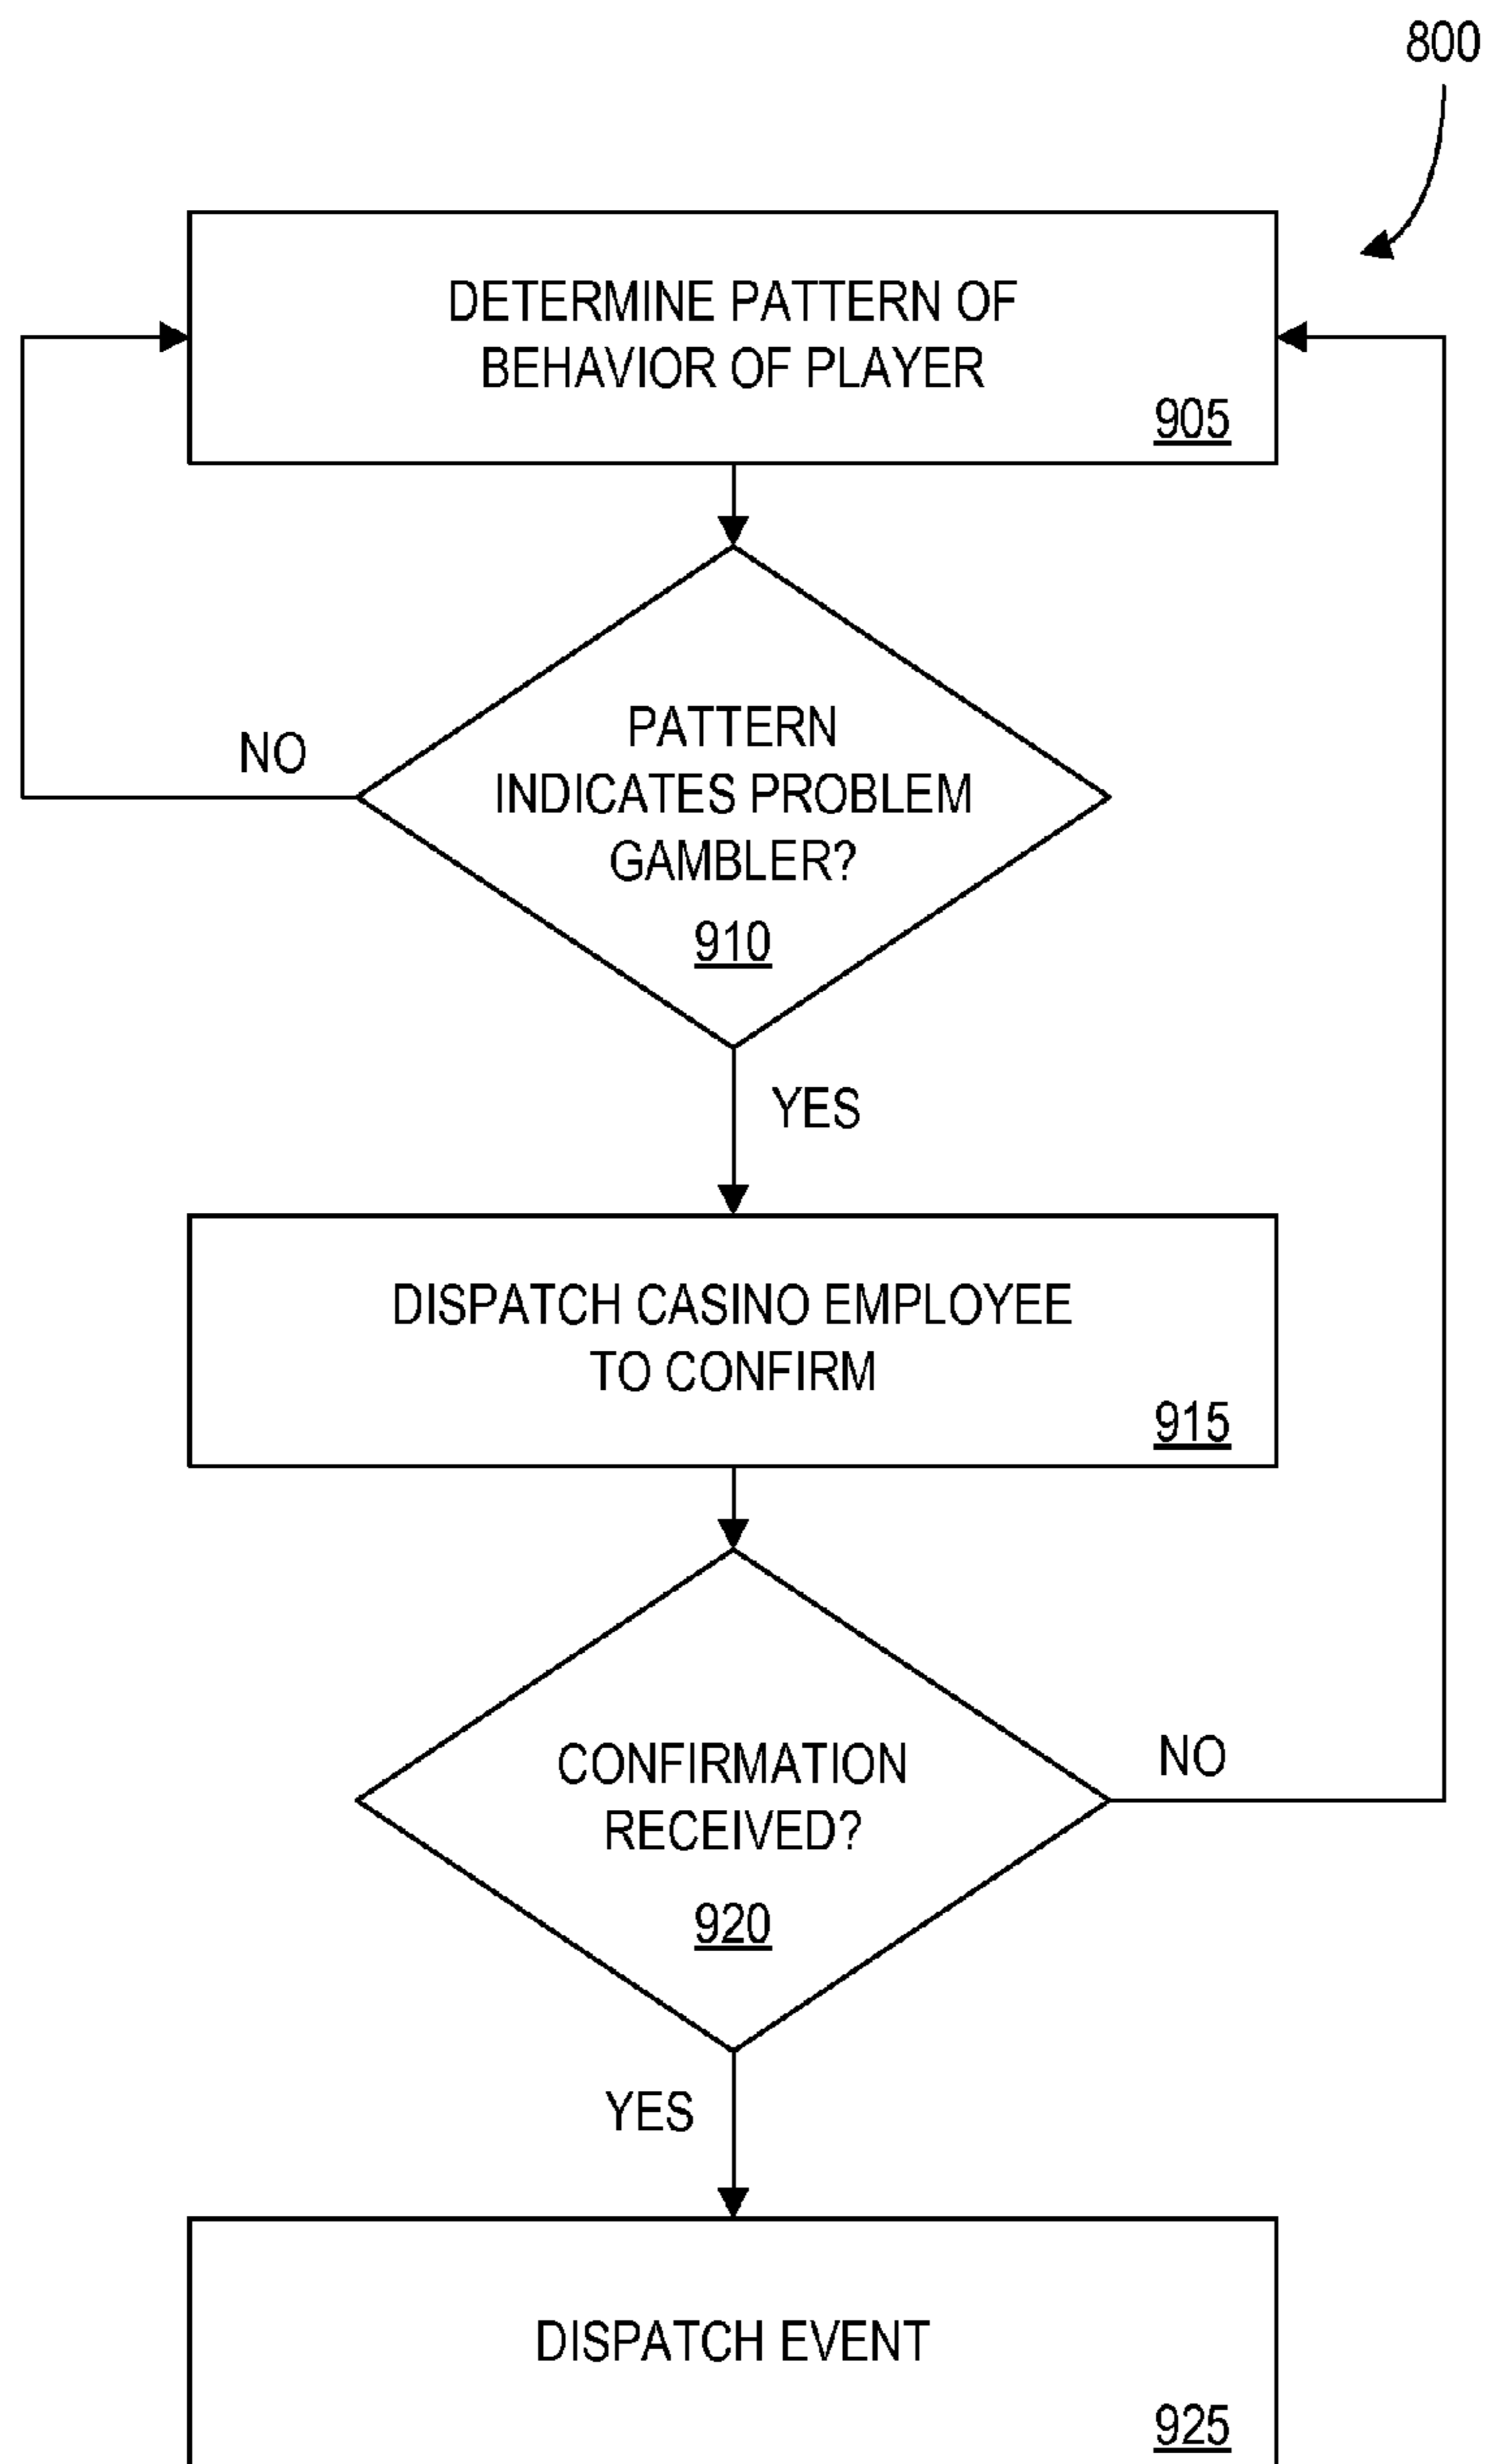 800
DETERMINE PATTERN OF
BEHAVIOR OF PLAYER
905
PATTERN
INDICATES PROBLEM
GAMBLER?
910
NO
YES
DISPATCH CASINO EMPLOYEE
TO CONFIRM
915
CONFIRMATION
RECEIVED?
920
NO
YES
DISPATCH EVENT
925